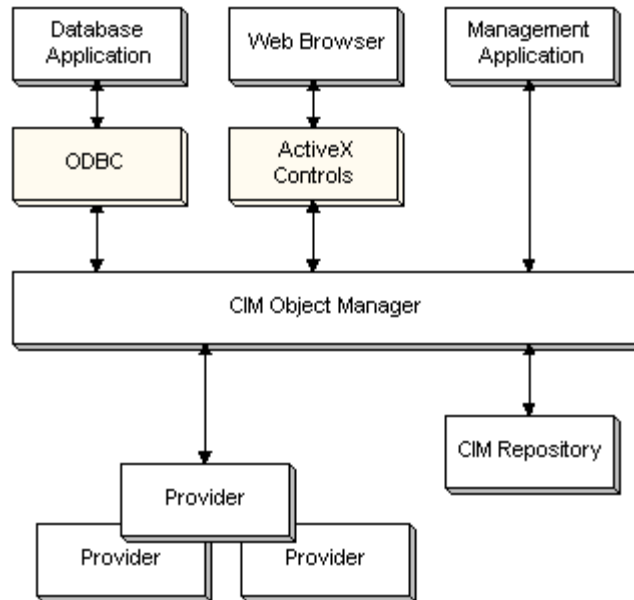 Database
Application
Web Browser
Management
Application
ODBC
ActiveX
Controls
CIM Object Manager
CIM Repository
Provider
Provider
Provider